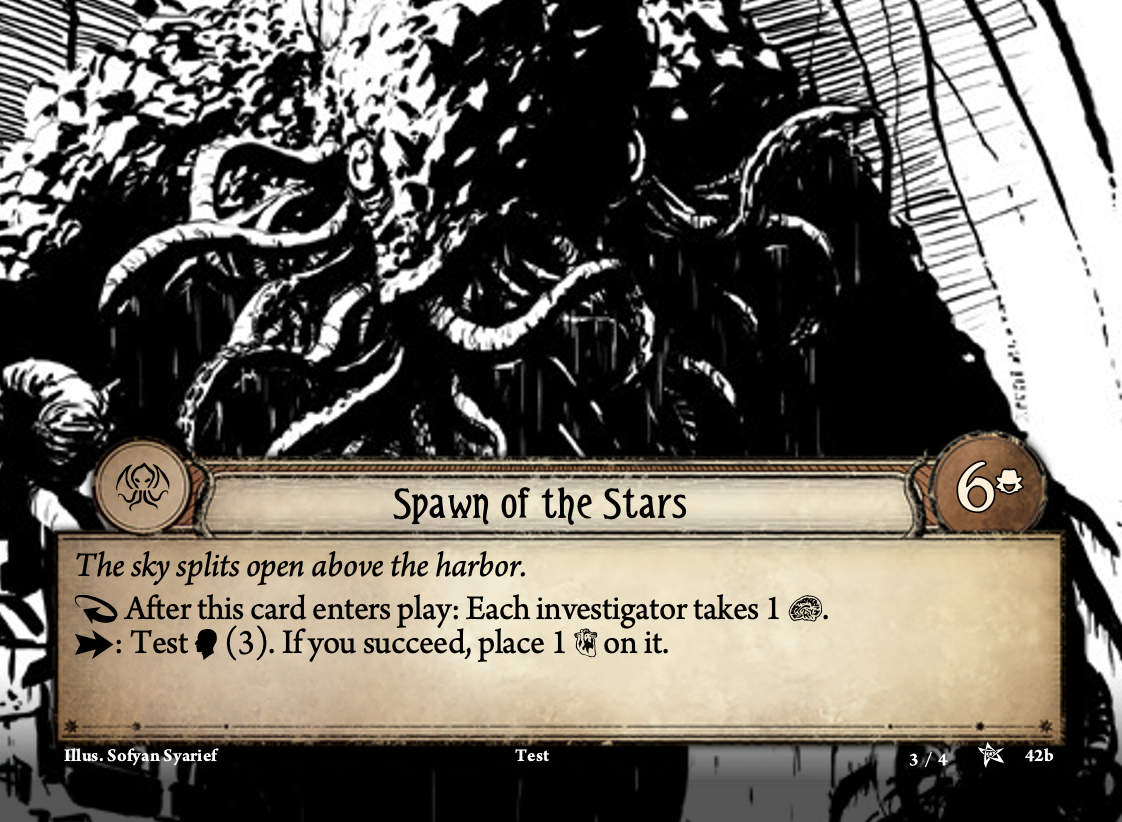 Spawn of the Stars
6
The sky splits open above the harbor.
After this card enters play: Each investigator takes 1 .
: Test (3). If you succeed, place 1 on it.
Illus. Sofyan Syarief
Test
3 / 4
42b